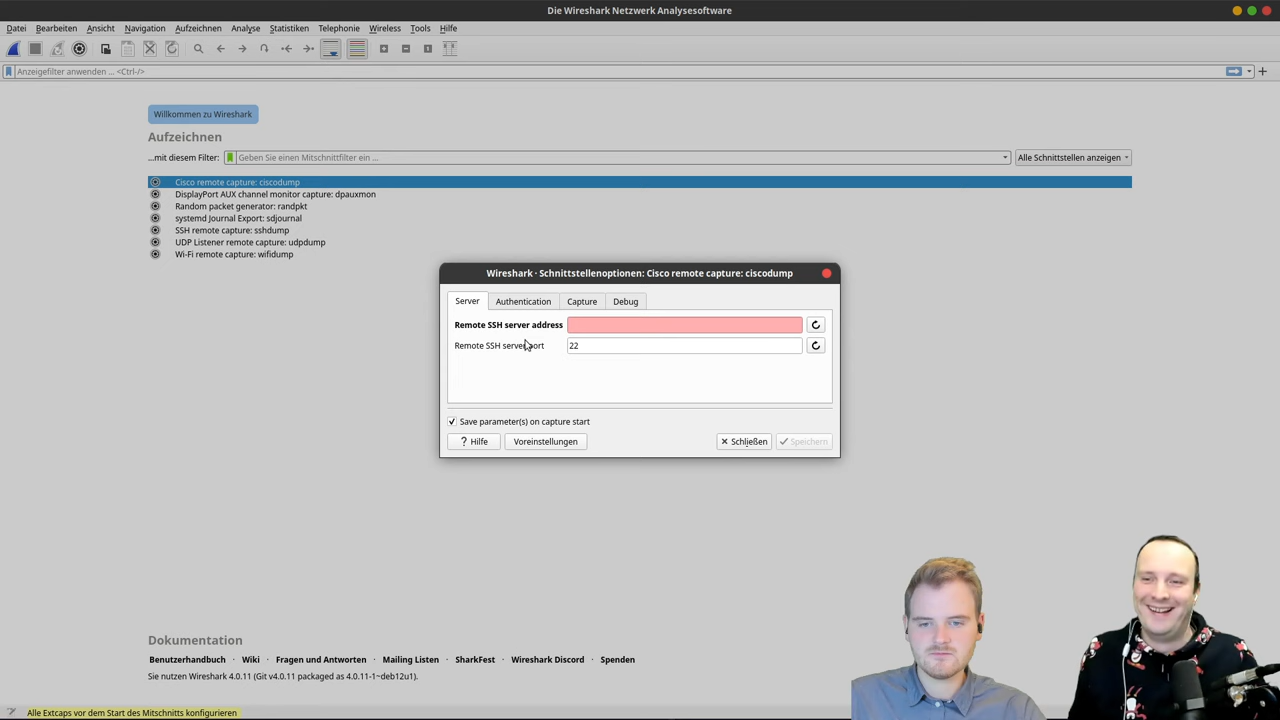 Die Wireshark Netzwerk Analysesoftware
Datei Bearbeiten Ansicht Navigation Aufzeichnen Analyse Statistiken Telephonie Wireless Tools Hilfe
Anzeigefilter anwenden ... <Ctrl-/>
Willkommen zu Wireshark
Aufzeichnen
...mit diesem Filter: Geben Sie einen Mitschnittfilter ein ... Alle Schnittstellen anzeigen
Cisco remote capture: ciscodump
DisplayPort AUX channel monitor capture: dpauxmon
Random packet generator: randpkt
systemd Journal Export: sdjournal
SSH remote capture: sshdump
UDP Listener remote capture: udpdump
Wi-Fi remote capture: wifidump
Wireshark · Schnittstellenoptionen: Cisco remote capture: ciscodump
Server Authentication Capture Debug
Remote SSH server address
Remote SSH server port 22
Save parameter(s) on capture start
? Hilfe Voreinstellungen Schließen Speichern
Dokumentation
Benutzerhandbuch · Wiki · Fragen und Antworten · Mailing Listen · SharkFest · Wireshark Discord · Spenden
Sie nutzen Wireshark 4.0.11 (Git v4.0.11 packaged as 4.0.11-1~deb12u1).
Alle Extcaps vor dem Start des Mitschnitts konfigurieren